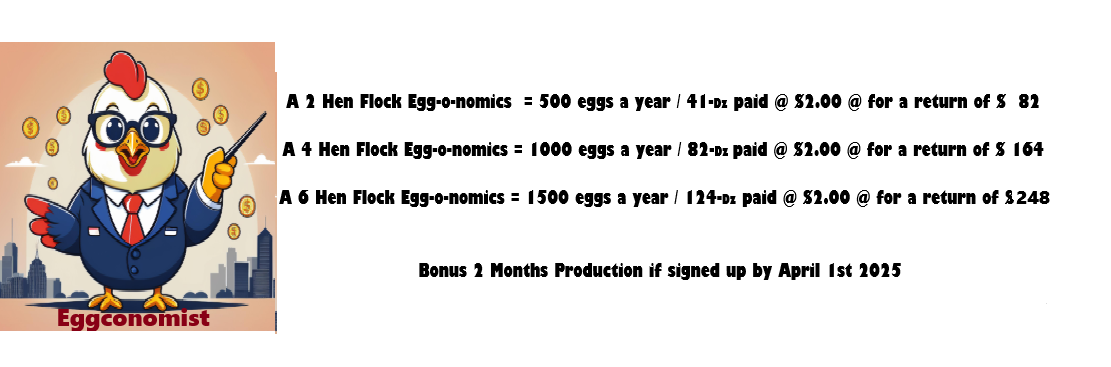 A 2 Hen Flock Egg-o-nomics = 500 eggs a year / 41-Dz paid @ $2.00 @ for a return of $ 82
A 4 Hen Flock Egg-o-nomics = 1000 eggs a year / 82-Dz paid @ $2.00 @ for a return of $ 164
A 6 Hen Flock Egg-o-nomics = 1500 eggs a year / 124-Dz paid @ $2.00 @ for a return of $248
Bonus 2 Months Production if signed up by April 1st 2025
Eggconomist